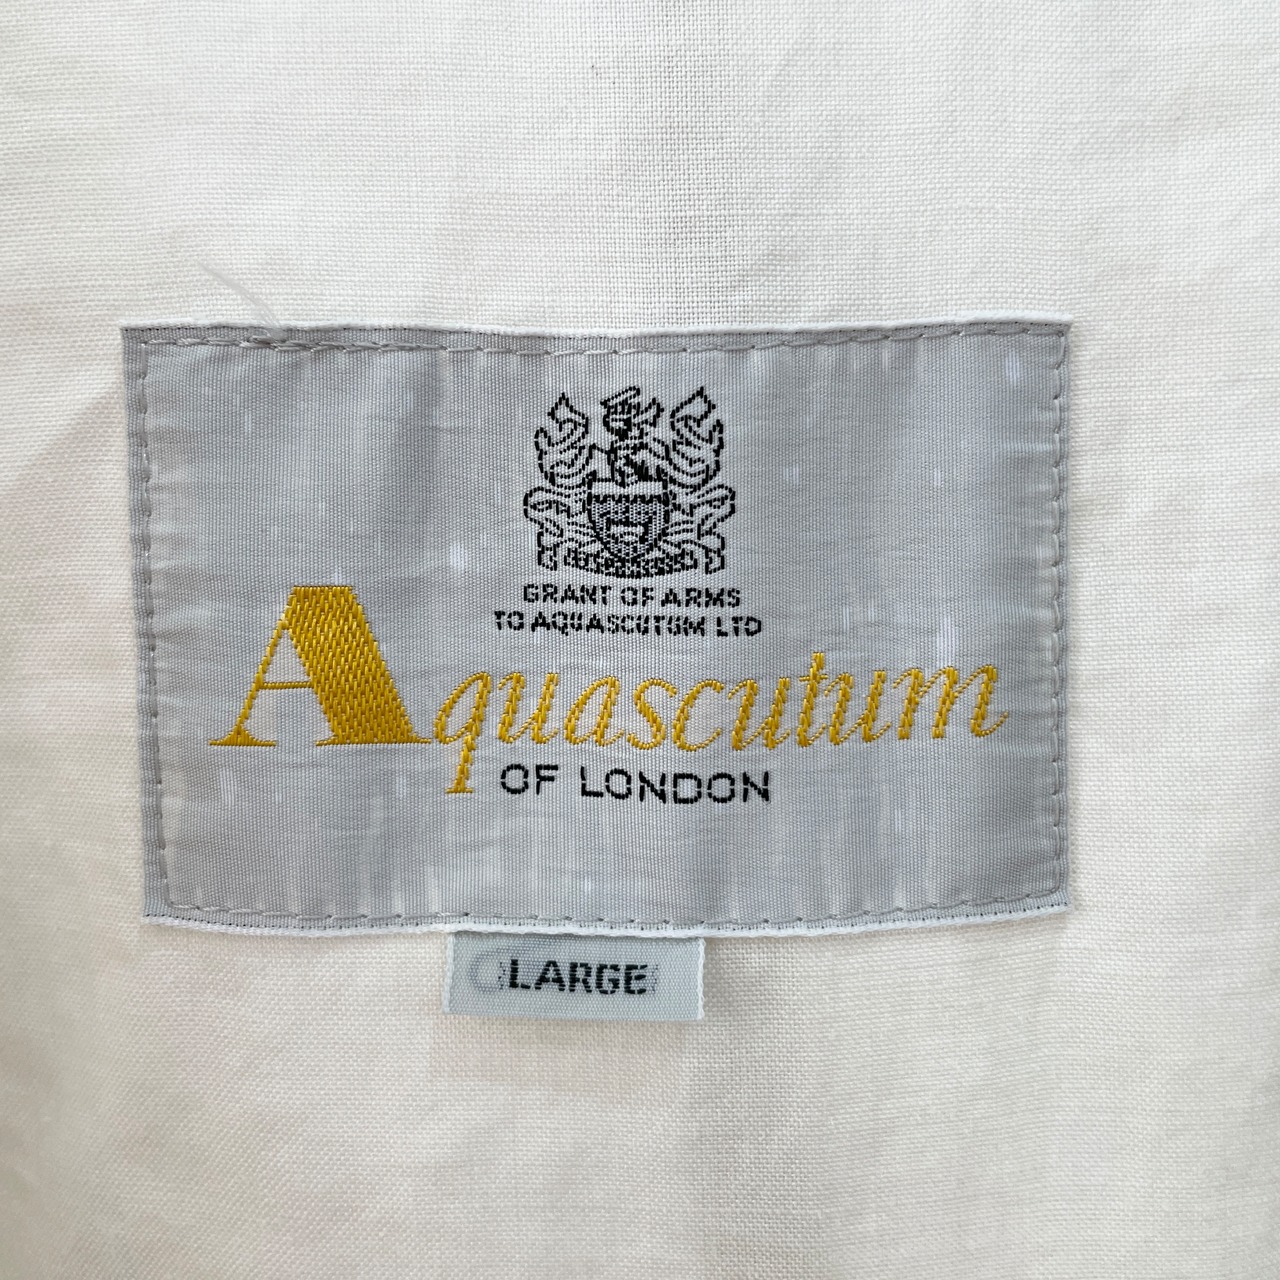 GRANT OF ARMS
TO AQUASCUTUM LTD
Aquascutum
OF LONDON
LARGE